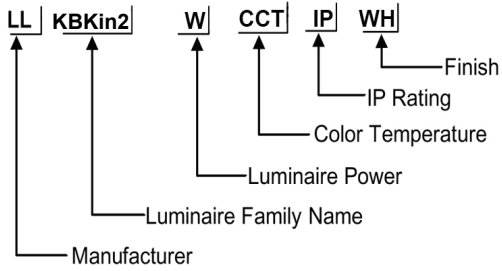 LL KBKin2 W CCT IP WH
Finish
IP Rating
Color Temperature
Luminaire Power
Luminaire Family Name
Manufacturer